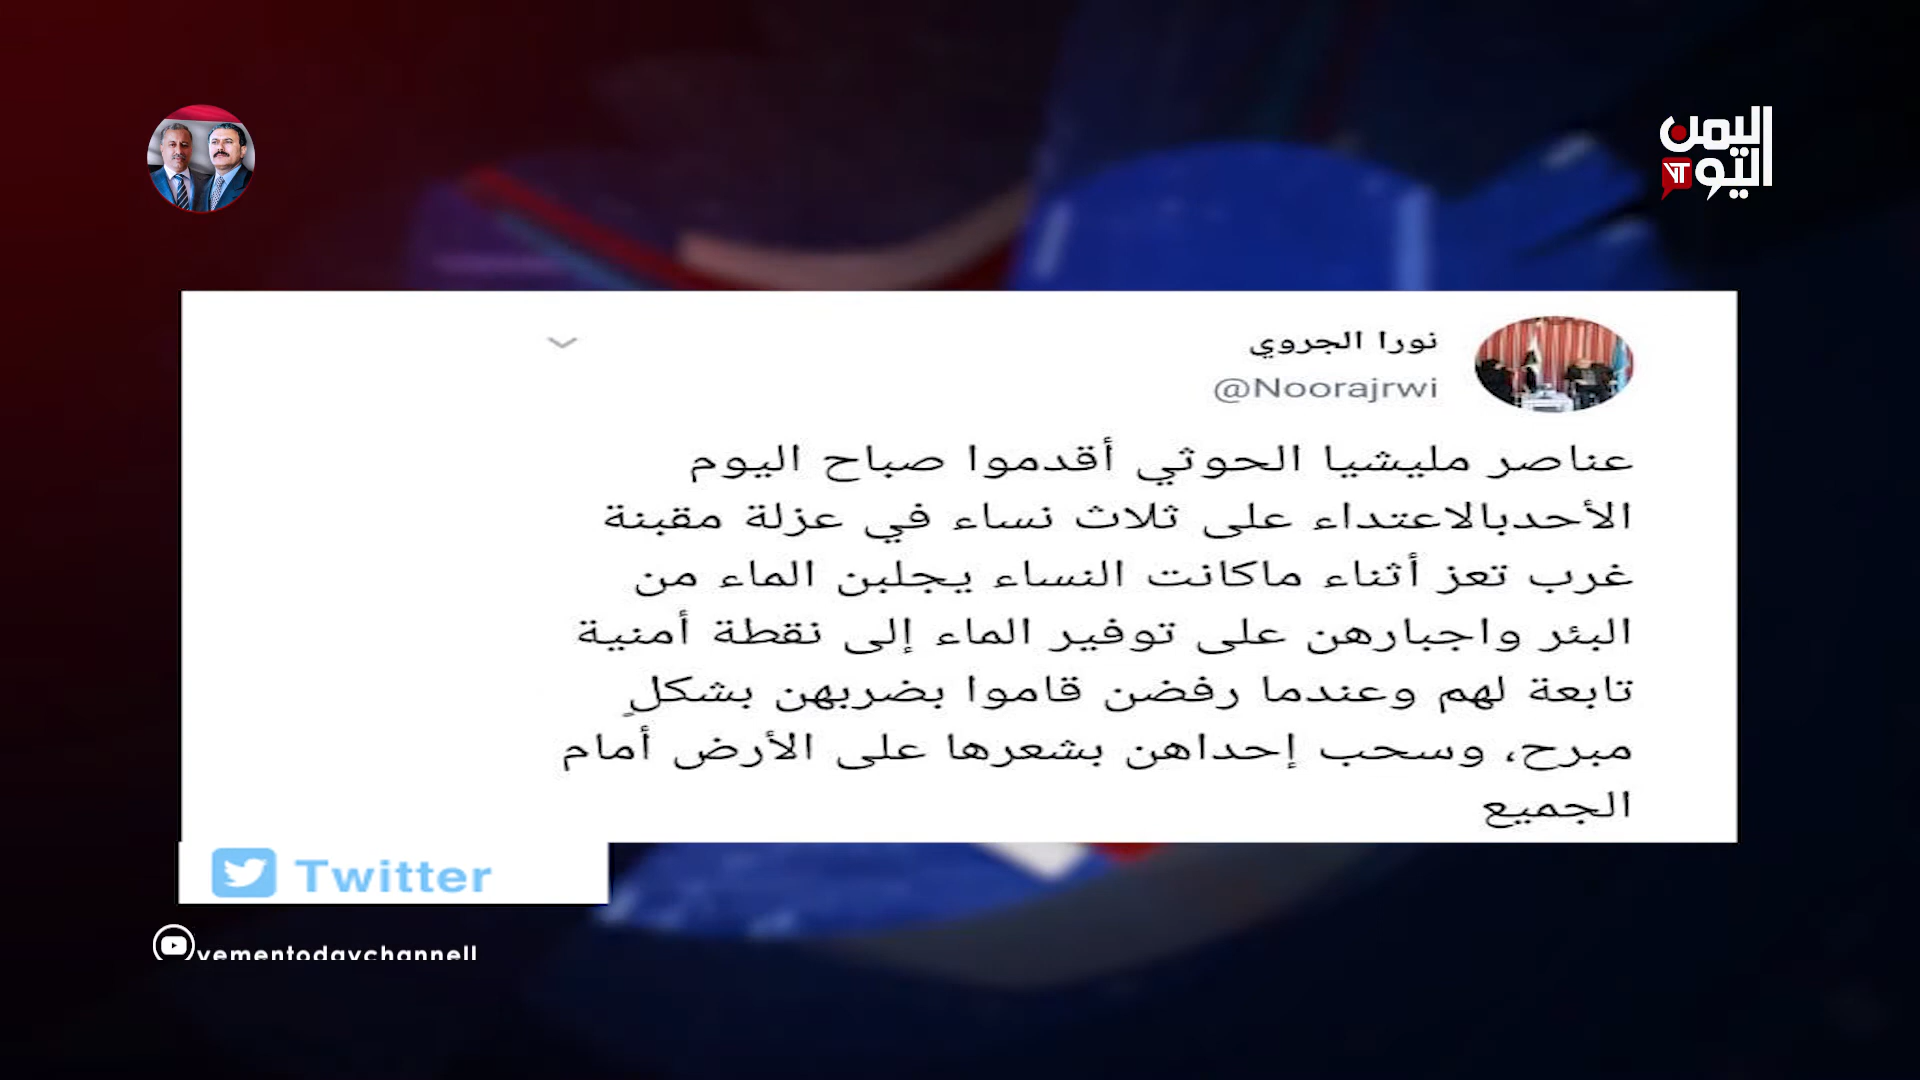 اليمن
اليوم
YT
نورا الجروي
@Noorajrwi
عناصر مليشيا الحوثي أقدموا صباح اليوم
الأحدبالاعتداء على ثلاث نساء في عزلة مقبنة
غرب تعز أثناء ماكانت النساء يجلبن الماء من
البئر واجبارهن على توفير الماء إلى نقطة أمنية
تابعة لهم وعندما رفضن قاموا بضربهن بشكلٍ
مبرح، وسحب إحداهن بشعرها على الأرض أمام
الجميع
Twitter
yementodaychannell